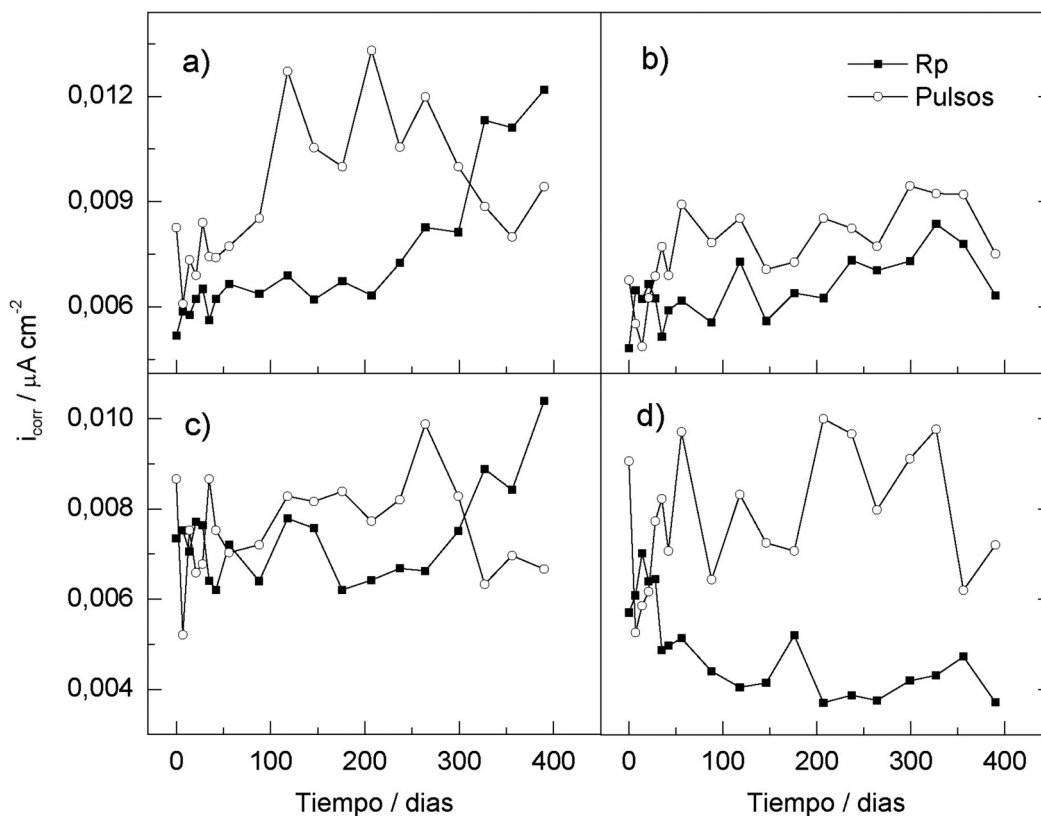 a)
0,012
0,009
0,006
b)
Rp
Pulsos
c)
0,010
0,008
0,006
0,004
d)
i_corr / μA cm⁻²
0 100 200 300 400
0 100 200 300 400
Tiempo / dias
Tiempo / dias